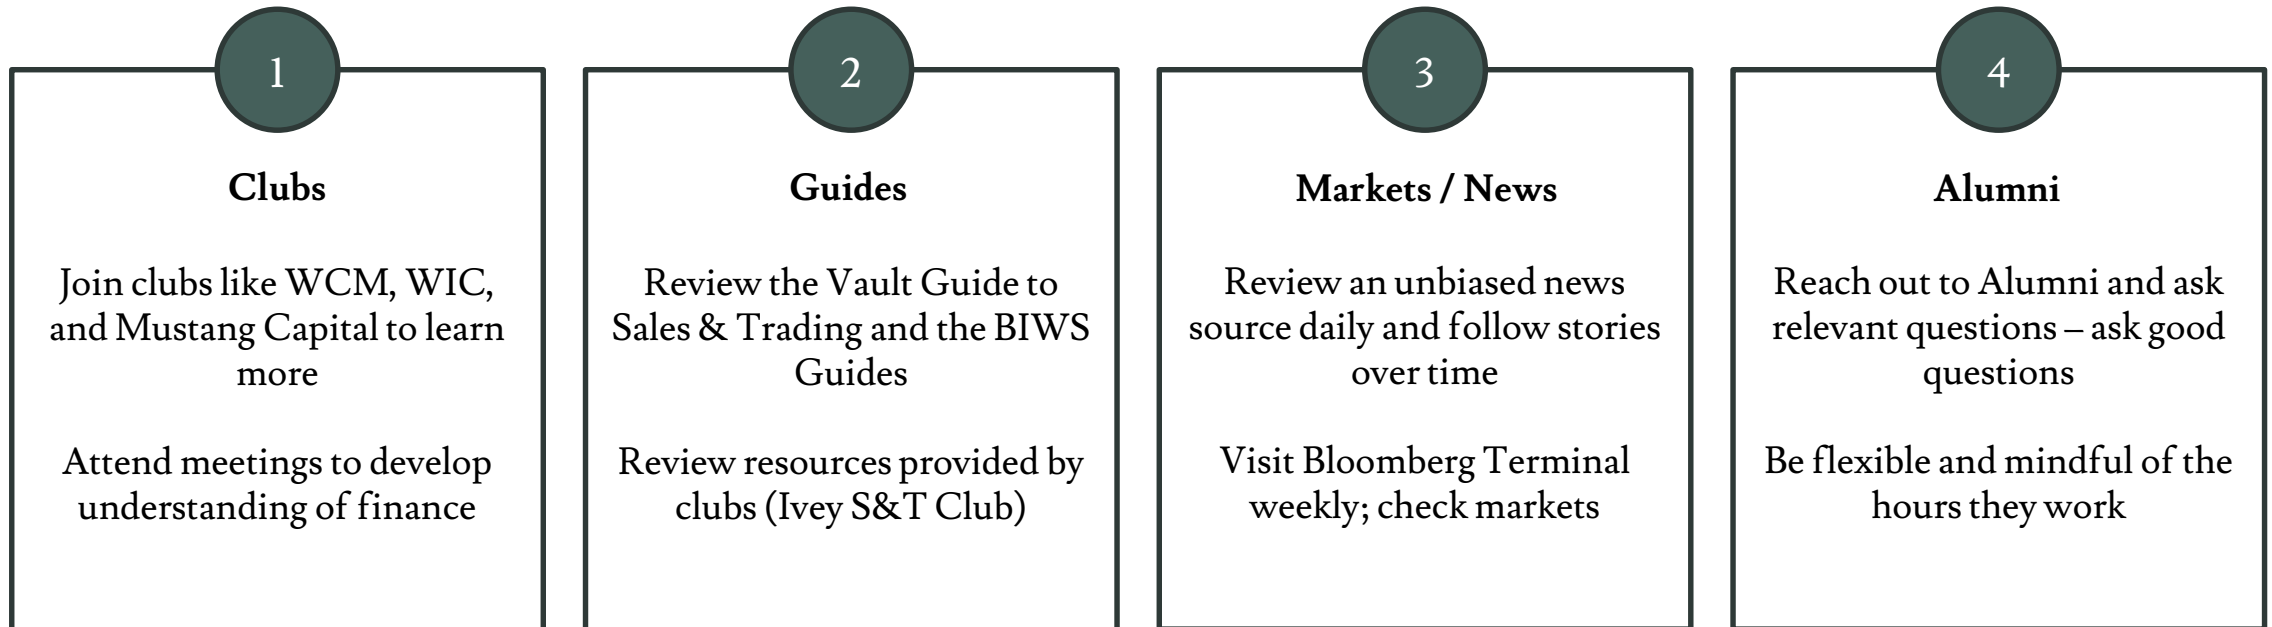 1
Clubs
Join clubs like WCM, WIC,
and Mustang Capital to learn
more
Attend meetings to develop
understanding of finance
2
Guides
Review the Vault Guide to
Sales & Trading and the BIWS
Guides
Review resources provided by
clubs (Ivey S&T Club)
3
Markets / News
Review an unbiased news
source daily and follow stories
over time
Visit Bloomberg Terminal
weekly; check markets
4
Alumni
Reach out to Alumni and ask
relevant questions – ask good
questions
Be flexible and mindful of the
hours they work